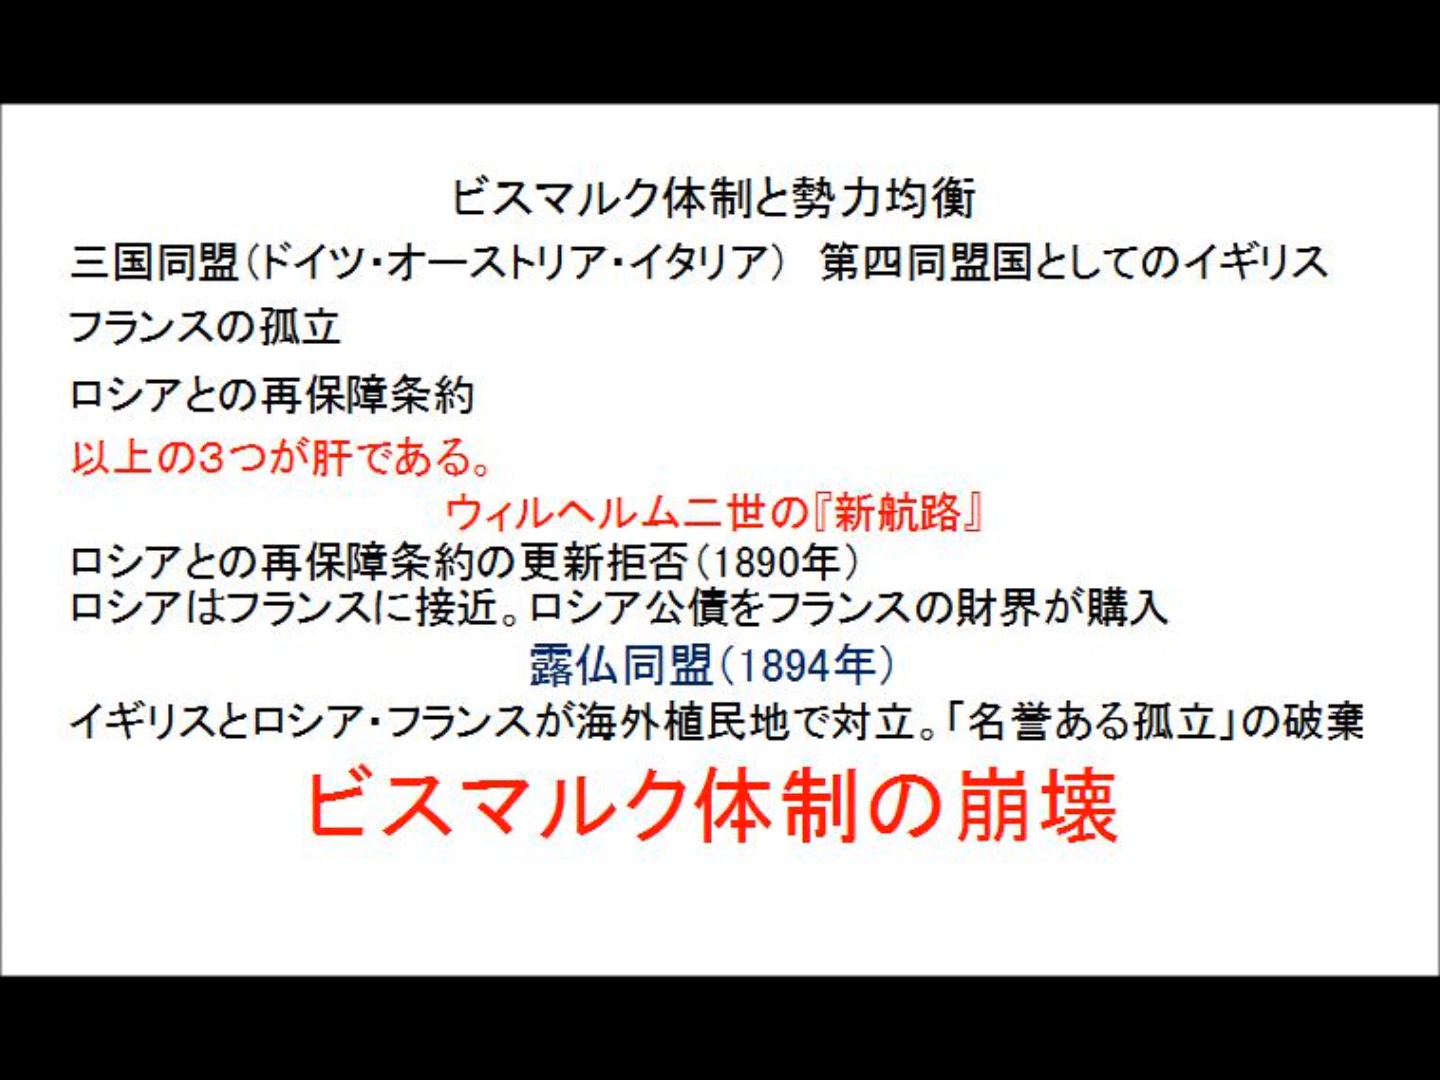 ビスマルク体制と勢力均衡
三国同盟(ドイツ・オーストリア・イタリア)　第四同盟国としてのイギリス
フランスの孤立
ロシアとの再保障条約
以上の３つが肝である。
ウィルヘルム二世の『新航路』
ロシアとの再保障条約の更新拒否(1890年)
ロシアはフランスに接近。ロシア公債をフランスの財界が購入
露仏同盟(1894年)
イギリスとロシア・フランスが海外植民地で対立。「名誉ある孤立」の破棄
ビスマルク体制の崩壊